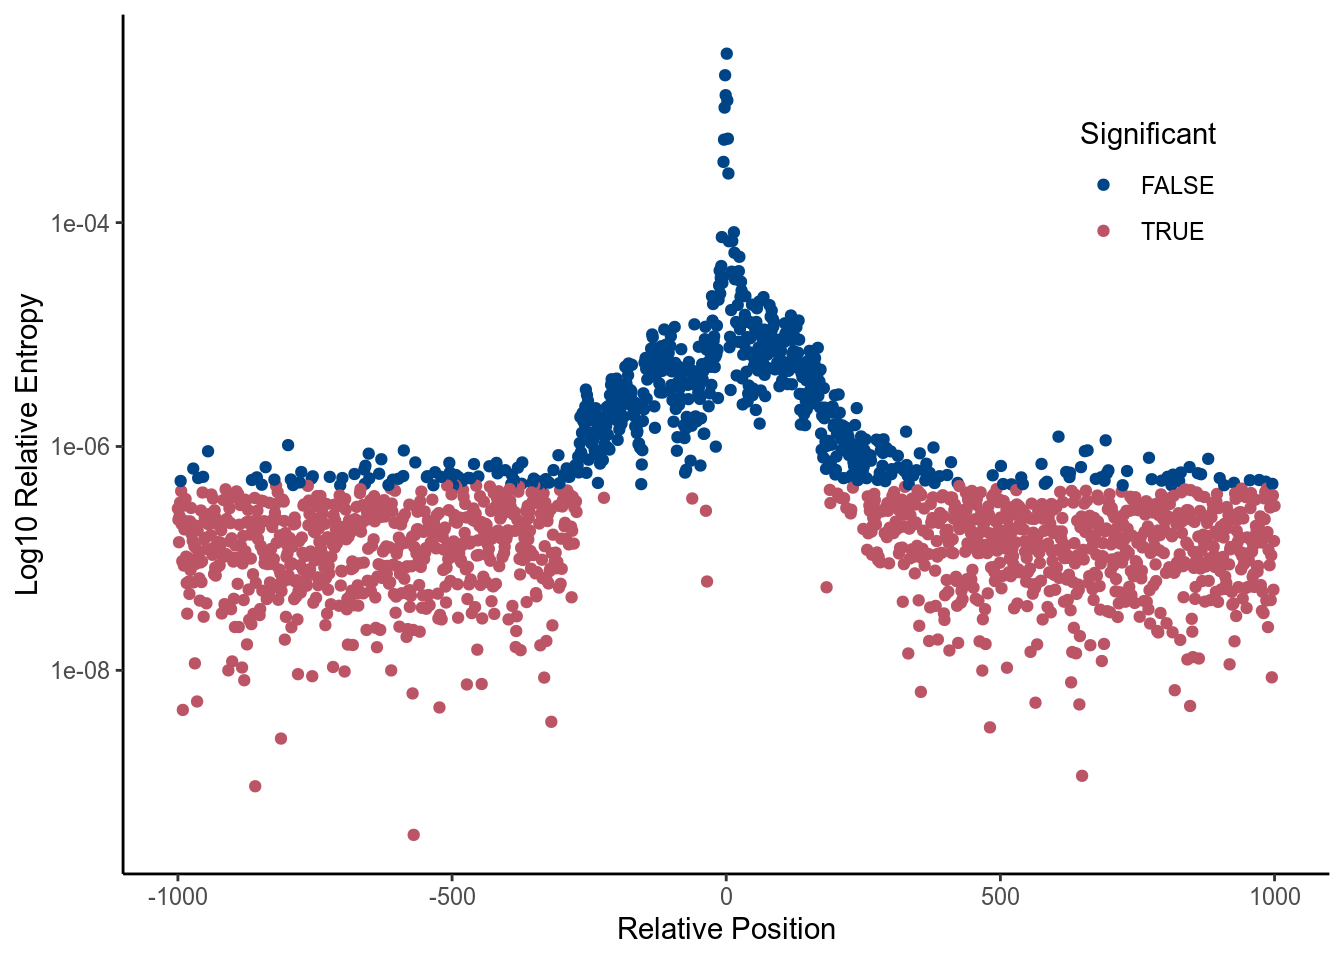 Significant
FALSE
TRUE
1e-04
1e-06
1e-08
Log10 Relative Entropy
-1000
-500
0
500
1000
Relative Position